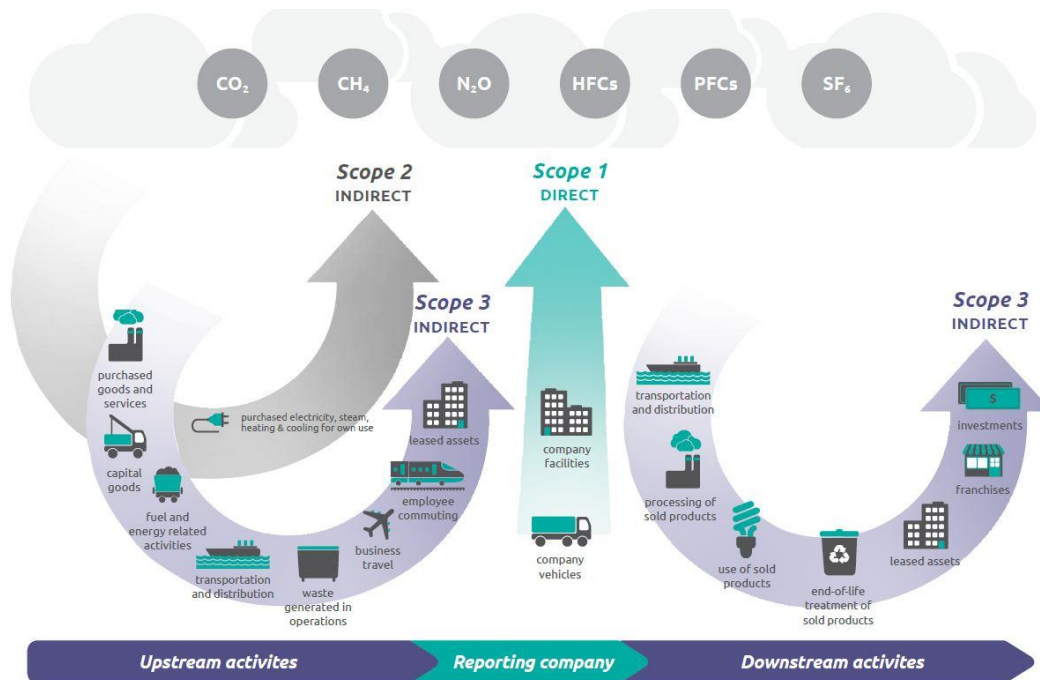 CO₂
CH₄
N₂O
HFCs
PFCs
SF₆
Scope 2
INDIRECT
Scope 1
DIRECT
Scope 3
INDIRECT
Scope 3
INDIRECT
purchased
goods and
services
capital
goods
fuel and
energy related
activities
purchased electricity, steam,
heating & cooling for own use
transportation
and distribution
waste
generated in
operations
business
travel
employee
commuting
leased assets
company
facilities
company
vehicles
transportation
and distribution
processing of
sold products
use of sold
products
end-of-life
treatment of
sold products
leased assets
franchises
$
investments
Upstream activites
Reporting company
Downstream activites